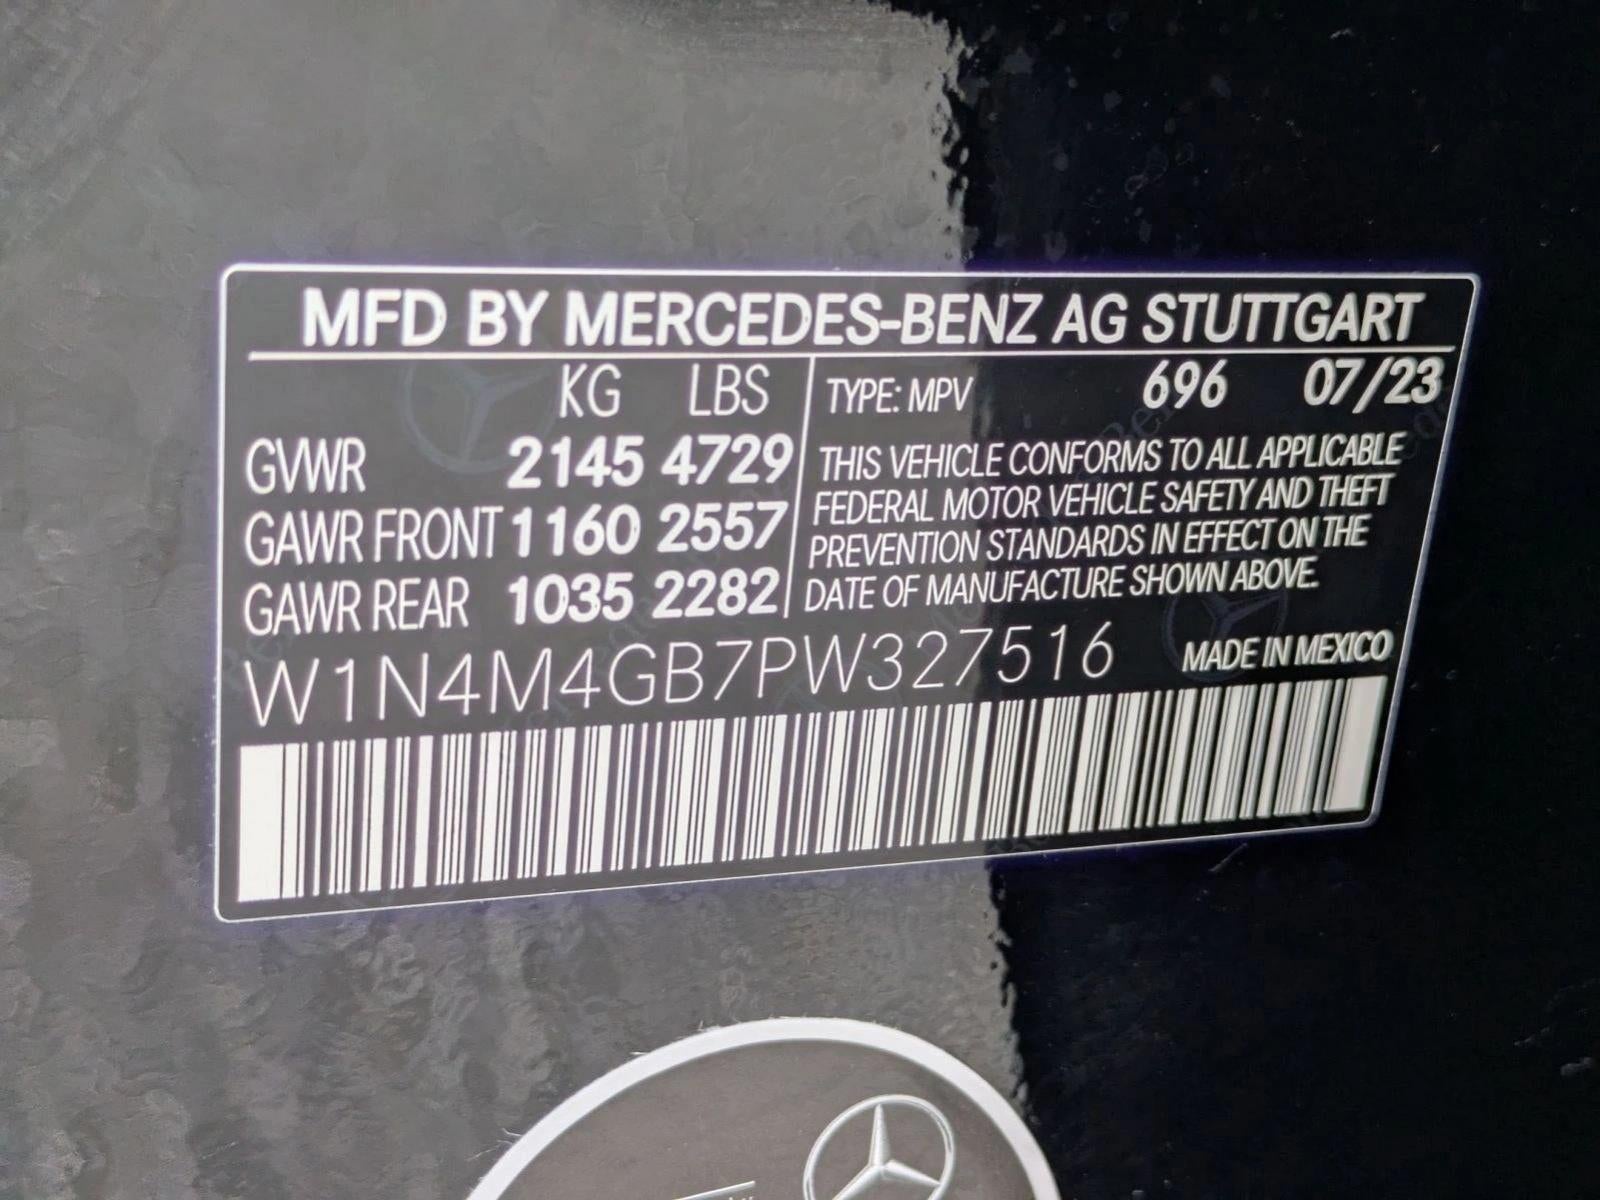 MFD BY MERCEDES-BENZ AG STUTTGART
KG LBS
GVWR 2145 4729
GAWR FRONT 1160 2557
GAWR REAR 1035 2282
TYPE: MPV 696 07/23
THIS VEHICLE CONFORMS TO ALL APPLICABLE
FEDERAL MOTOR VEHICLE SAFETY AND THEFT
PREVENTION STANDARDS IN EFFECT ON THE
DATE OF MANUFACTURE SHOWN ABOVE.
W1N4M4GB7PW327516 MADE IN MEXICO